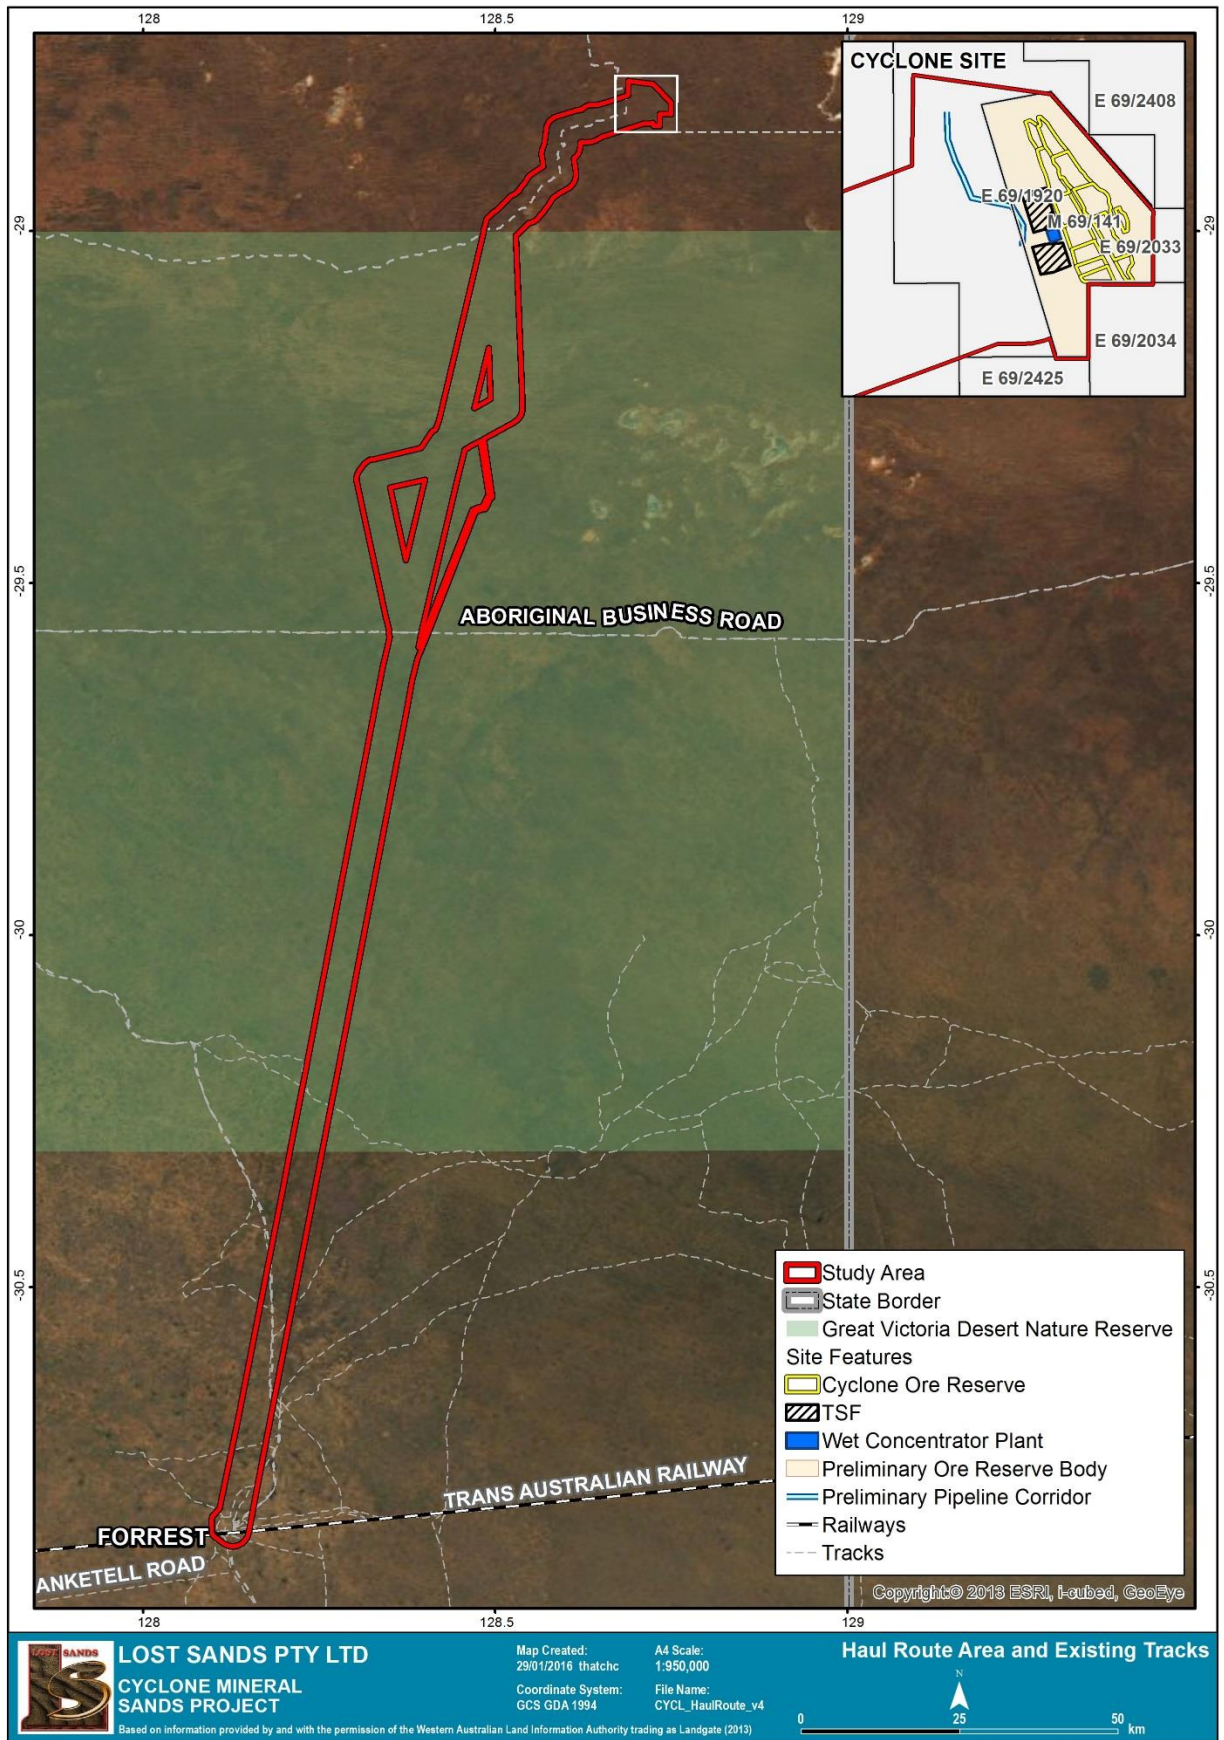 128
128.5
129
CYCLONE SITE
E 69/2408
E 69/1920
M 69/141
E 69/2033
E 69/2034
E 69/2425
-29
-29
-29.5
-29.5
ABORIGINAL BUSINESS ROAD
-30
-30
-30.5
-30.5
Study Area
State Border
Great Victoria Desert Nature Reserve
Site Features
Cyclone Ore Reserve
TSF
Wet Concentrator Plant
Preliminary Ore Reserve Body
Preliminary Pipeline Corridor
Railways
Tracks
TRANS AUSTRALIAN RAILWAY
FORREST
ANKETELL ROAD
Copyright:© 2013 ESRI, i-cubed, GeoEye
128
128.5
129
LOST SANDS
LOST SANDS PTY LTD
CYCLONE MINERAL
SANDS PROJECT
Map Created:
29/01/2016 thatchc
A4 Scale:
1:950,000
Coordinate System:
GCS GDA 1994
File Name:
CYCL_HaulRoute_v4
Based on information provided by and with the permission of the Western Australian Land Information Authority trading as Landgate (2013)
Haul Route Area and Existing Tracks
N
0 25 50
km